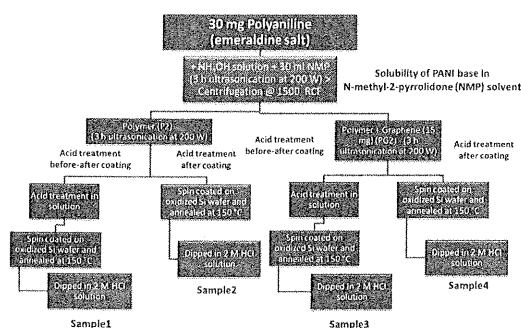 30 mg Polyaniline
(emeraldine salt)
+ NH4OH solution + 30 ml NMP
(3 h ultrasonication at 200 W) >
Centrifugation @ 1500 RCF
Solubility of PANI base in
N-methyl-2-pyrrolidone (NMP) solvent
Polymer (P2)
(3 h ultrasonication at 200 W)
Polymer + Graphene (15
mg) (PG2) (3 h
ultrasonication at 200 W)
Acid treatment
before-after coating
Acid treatment
after coating
Acid treatment
before-after coating
Acid treatment
after coating
Acid treatment in
solution
Spin coated on
oxidized Si wafer and
annealed at 150 °C
Acid treatment in
solution
Spin coated on
oxidized Si wafer and
annealed at 150 °C
Spin coated on
oxidized Si wafer and
annealed at 150 °C
Dipped in 2 M HCl
solution
Spin coated on
oxidized Si wafer and
annealed at 150 °C
Dipped in 2 M HCl
solution
Dipped in 2 M HCl
solution
Sample2
Dipped in 2 M HCl
solution
Sample4
Sample1
Sample3